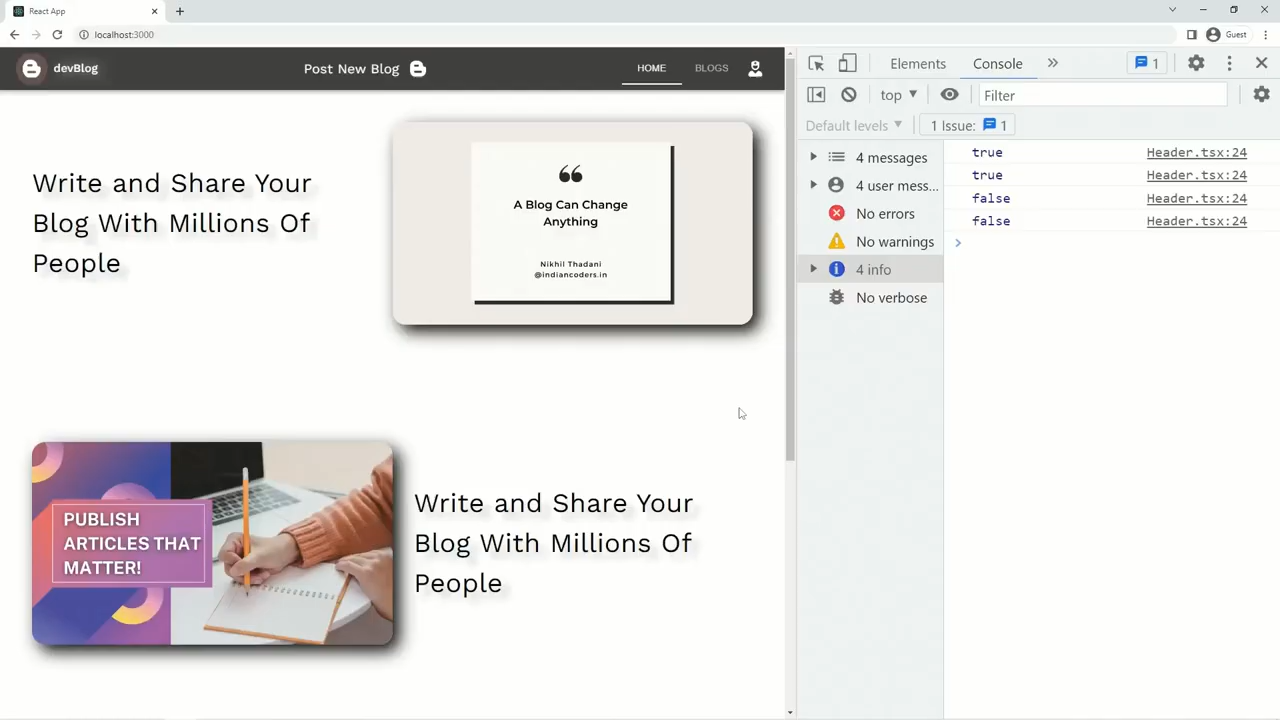 React App
localhost:3000
Guest
devBlog
Post New Blog
HOME
BLOGS
Write and Share Your
Blog With Millions Of
People
A Blog Can Change
Anything
Nikhil Thadani
@indiancoders.in
PUBLISH
ARTICLES THAT
MATTER!
Write and Share Your
Blog With Millions Of
People
Elements
Console
1
top
Filter
Default levels
1 Issue: 1
4 messages
4 user mess...
No errors
No warnings
4 info
No verbose
true Header.tsx:24
true Header.tsx:24
false Header.tsx:24
false Header.tsx:24